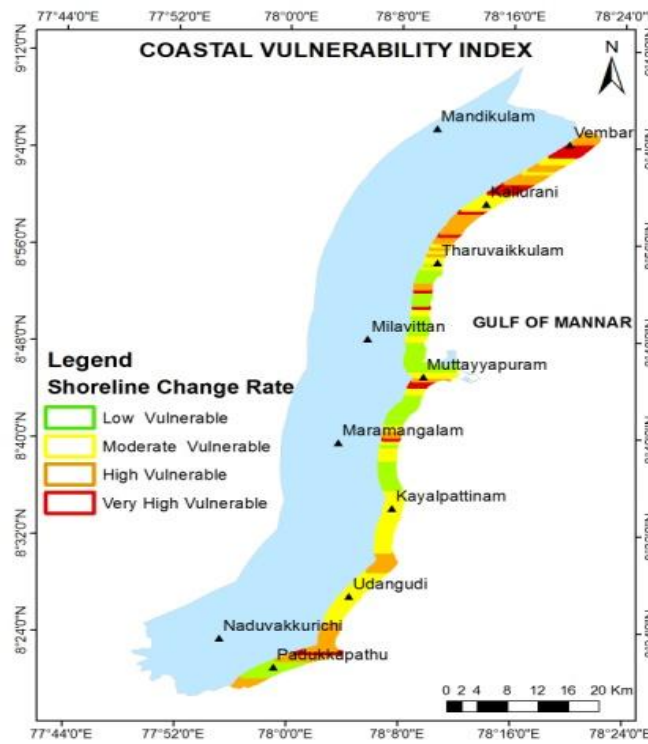 77°44'0"E 77°52'0"E 78°0'0"E 78°8'0"E 78°16'0"E 78°24'0"E
COASTAL VULNERABILITY INDEX
N
9°12'0"N
Mandikulam
Vembar
9°4'0"N
Kallurani
8°56'0"N
Tharuvaikkulam
Milavittan
GULF OF MANNAR
8°48'0"N
Legend
Shoreline Change Rate
Low Vulnerable
Moderate Vulnerable
High Vulnerable
Very High Vulnerable
Muttayyapuram
8°40'0"N
Maramangalam
Kayalpattinam
8°32'0"N
Udangudi
Naduvakkurichi
8°24'0"N
Padukkapathu
0 2 4 8 12 16 20 Km
77°44'0"E 77°52'0"E 78°0'0"E 78°8'0"E 78°16'0"E 78°24'0"E